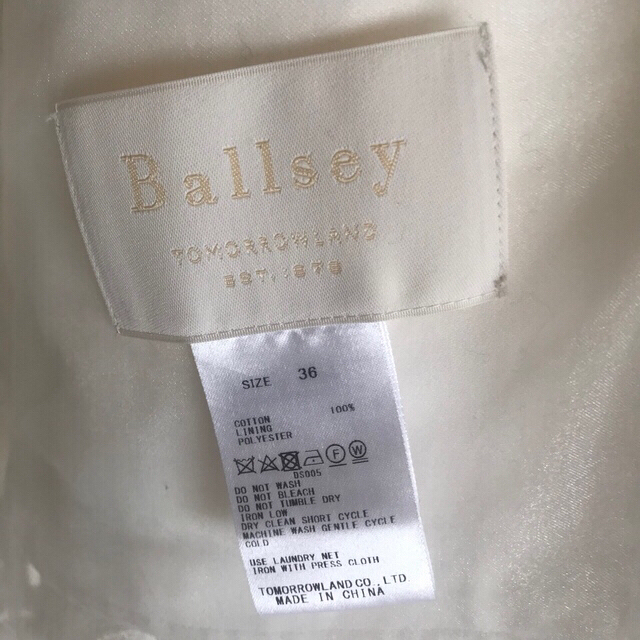 Ballsey
TOMORROWLAND
EST. 1978
SIZE 36
COTTON 100%
LINING
POLYESTER
F W
DS005
DO NOT WASH
DO NOT BLEACH
DO NOT TUMBLE DRY
IRON LOW
DRY CLEAN SHORT CYCLE
MACHINE WASH GENTLE CYCLE
COLD
USE LAUNDRY NET
IRON WITH PRESS CLOTH
TOMORROWLAND CO., LTD.
MADE IN CHINA